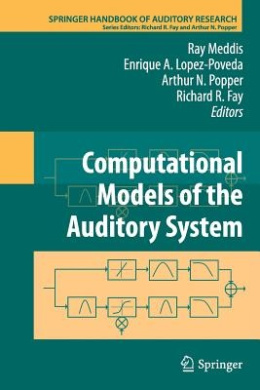 SPRINGER HANDBOOK OF AUDITORY RESEARCH
Series Editors: Richard R. Fay and Arthur N. Popper
Ray Meddis
Enrique A. Lopez-Poveda
Arthur N. Popper
Richard R. Fay
Editors
Computational
Models of the
Auditory System
Springer